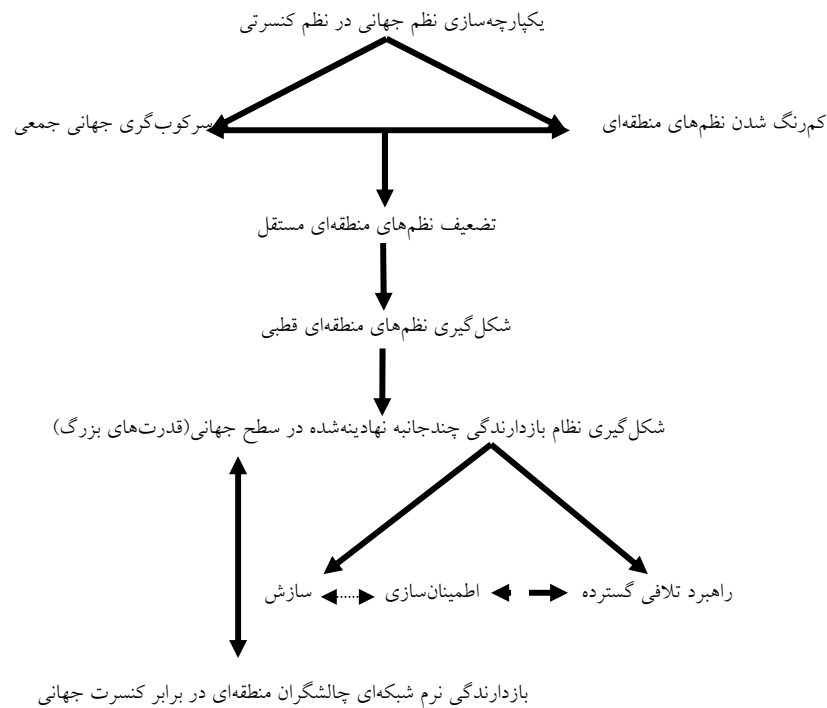 یکپارچه‌سازی نظم جهانی در نظم کنسرتی
کم‌رنگ شدن نظم‌های منطقه‌ای
سرکوب‌گری جهانی جمعی
تضعیف نظم‌های منطقه‌ای مستقل
شکل‌گیری نظم‌های منطقه‌ای قطبی
شکل‌گیری نظام بازدارندگی چندجانبه نهادینه‌شده در سطح جهانی(قدرت‌های بزرگ)
راهبرد تلافی گسترده
اطمینان‌سازی
سازش
بازدارندگی نرم شبکه‌ای چالشگران منطقه‌ای در برابر کنسرت جهانی